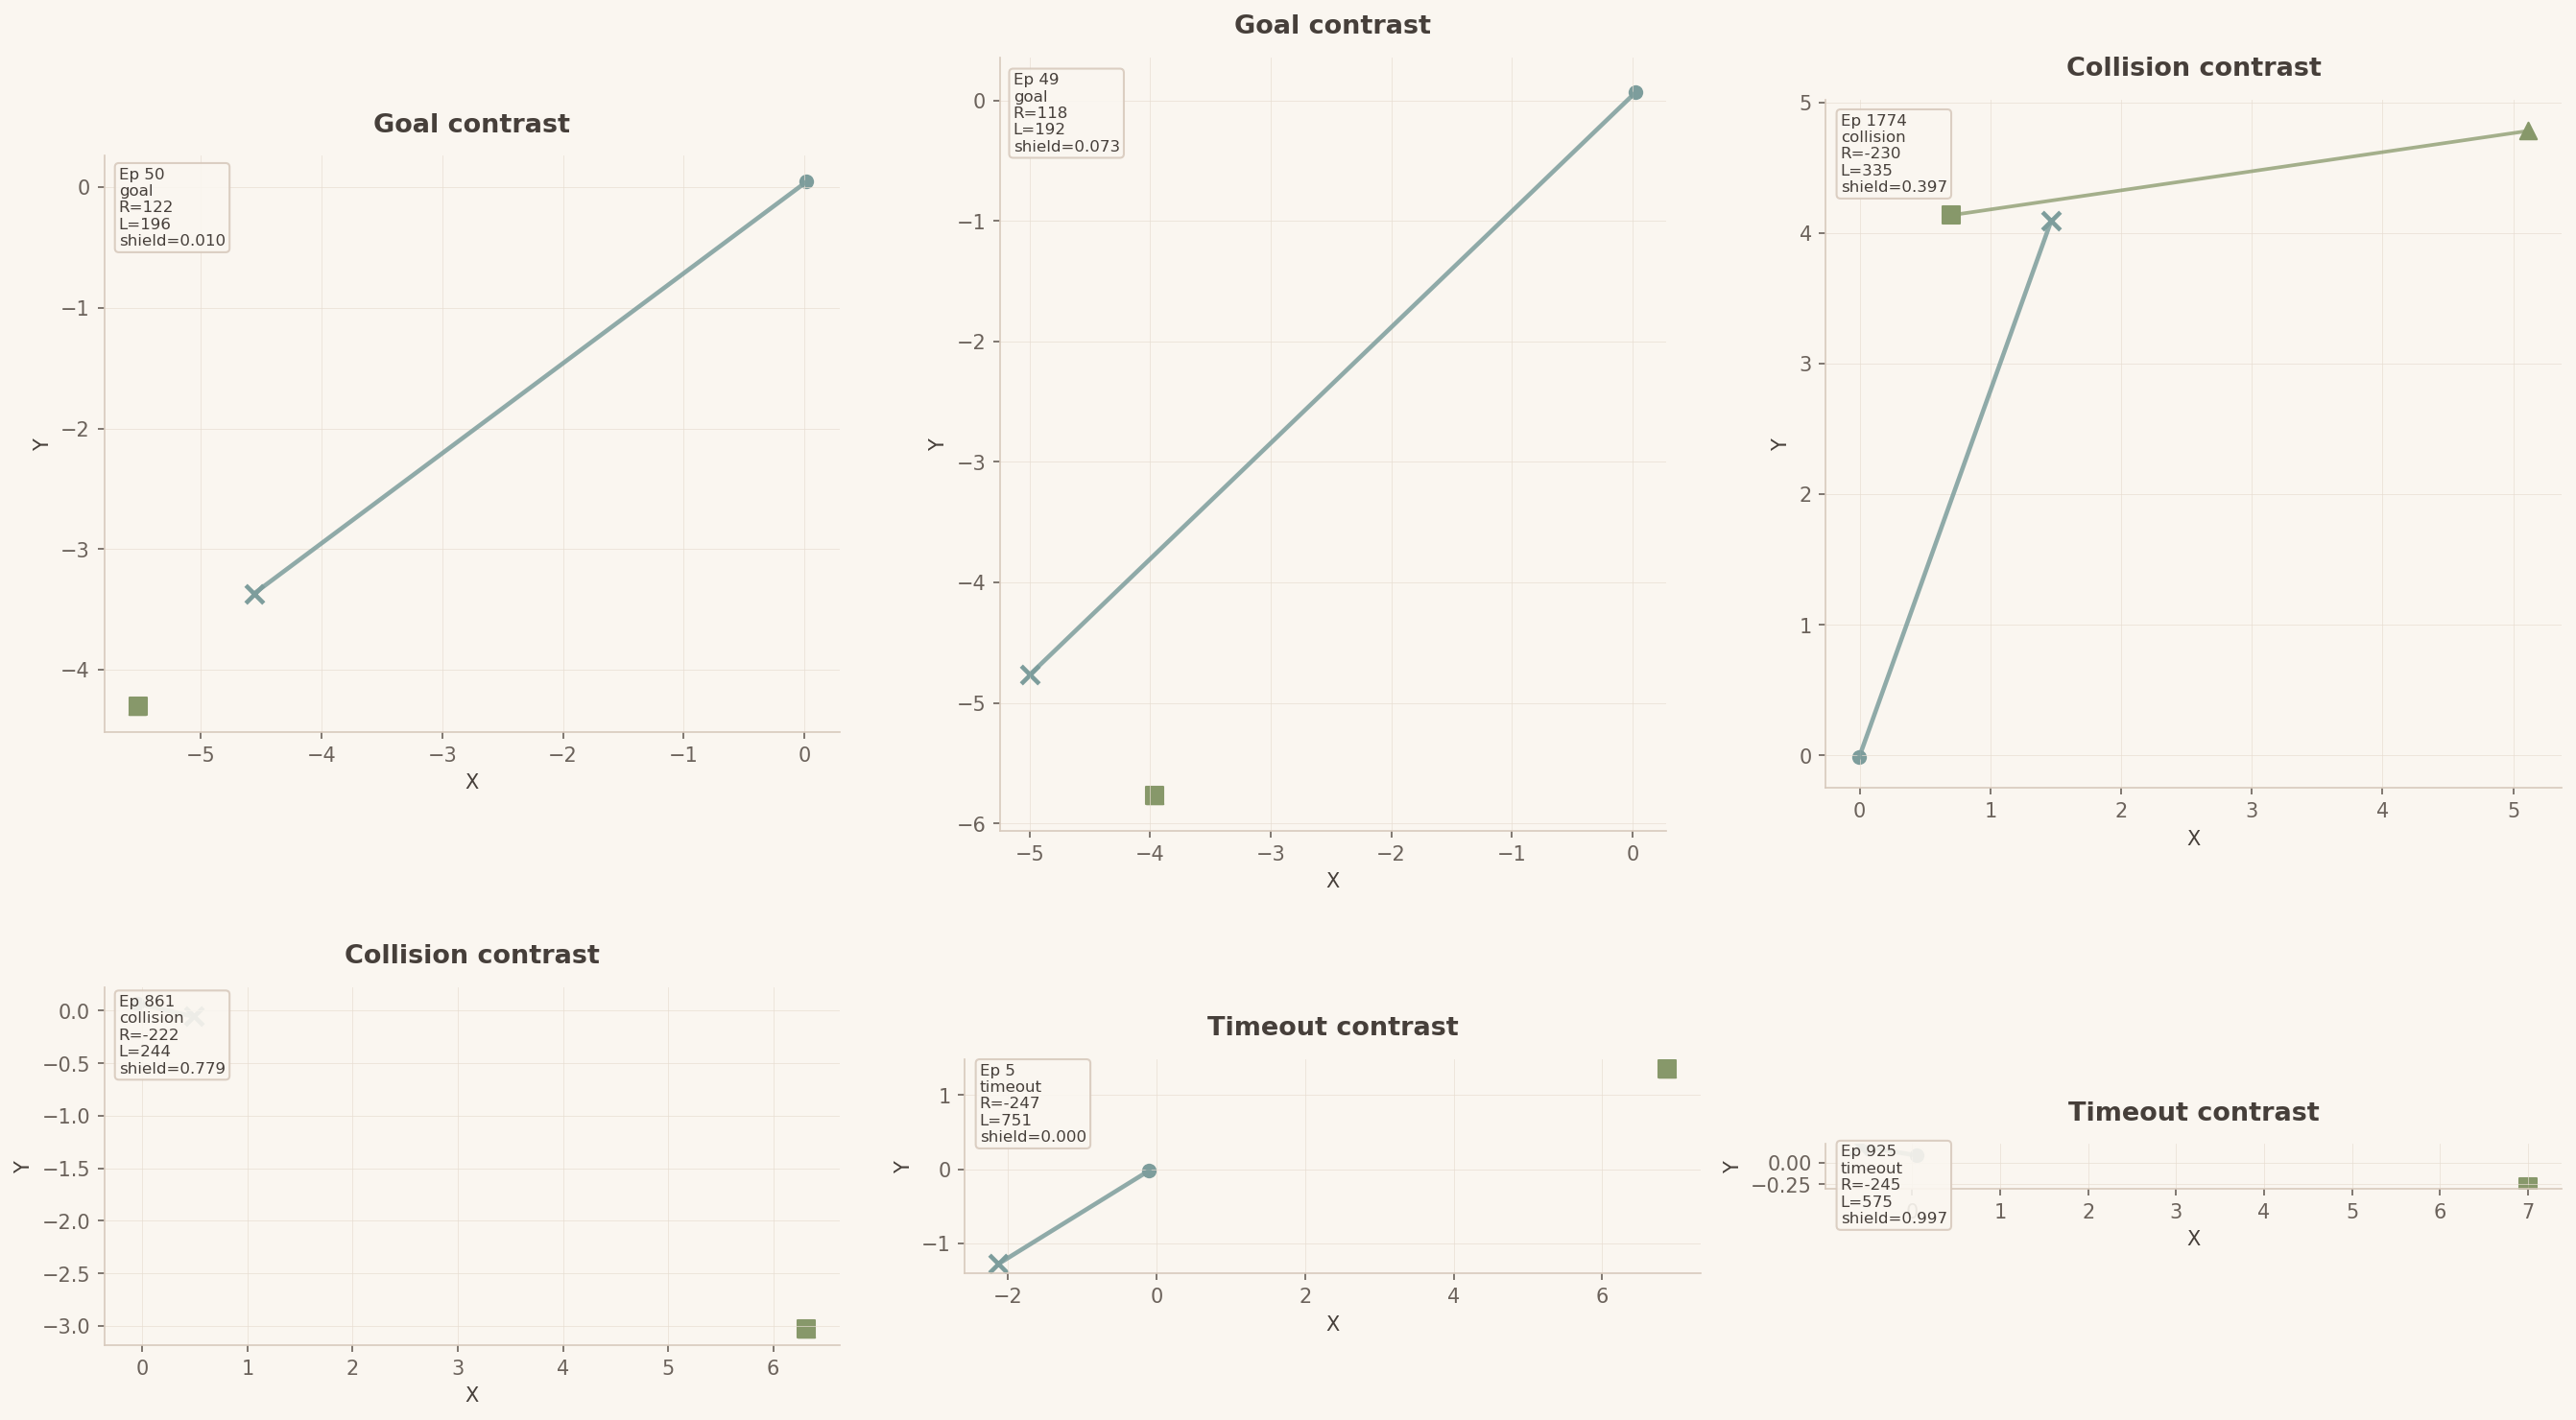 Goal contrast
Ep 50
goal
R=122
L=196
shield=0.010
0
−1
−2
−3
−4
Y
−5
−4
−3
−2
−1
0
X
Goal contrast
Ep 49
goal
R=118
L=192
shield=0.073
0
−1
−2
−3
−4
−5
−6
Y
−5
−4
−3
−2
−1
0
X
Collision contrast
Ep 1774
collision
R=-230
L=335
shield=0.397
5
4
3
2
1
0
Y
0
1
2
3
4
5
X
Collision contrast
Ep 861
collision
R=-222
L=244
shield=0.779
0.0
−0.5
−1.0
−1.5
−2.0
−2.5
−3.0
Y
0
1
2
3
4
5
6
X
Timeout contrast
Ep 5
timeout
R=-247
L=751
shield=0.000
1
0
−1
Y
−2
0
2
4
6
X
Timeout contrast
Ep 925
timeout
R=-245
L=575
shield=0.997
0.00
−0.25
Y
0
1
2
3
4
5
6
7
X